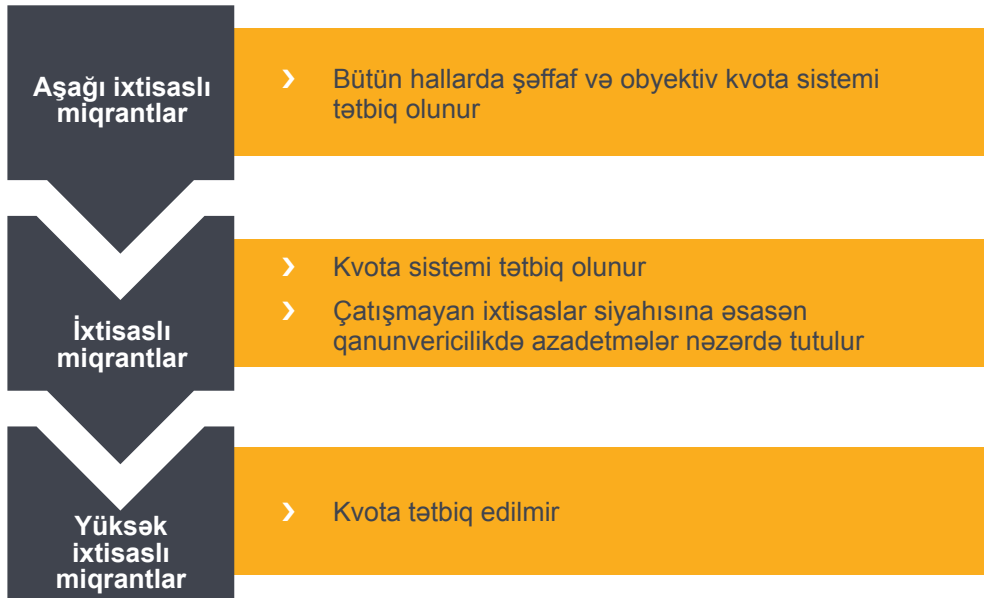 Aşağı ixtisaslı
miqrantlar
› Bütün hallarda şəffaf və obyektiv kvota sistemi
tətbiq olunur
İxtisaslı
miqrantlar
› Kvota sistemi tətbiq olunur
› Çatışmayan ixtisaslar siyahısına əsasən
qanunvericilikdə azadetmələr nəzərdə tutulur
Yüksək
ixtisaslı
miqrantlar
› Kvota tətbiq edilmir